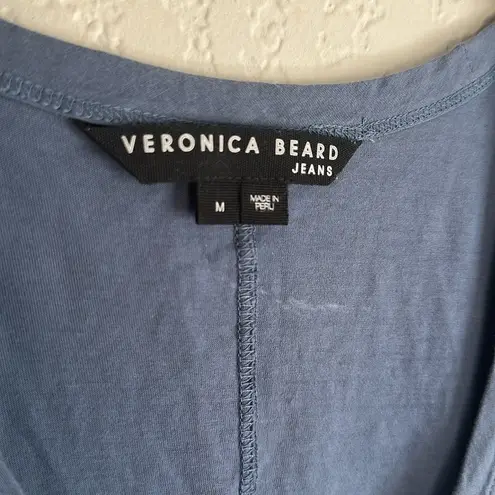 VERONICA BEARD
JEANS
M
MADE IN
PERU